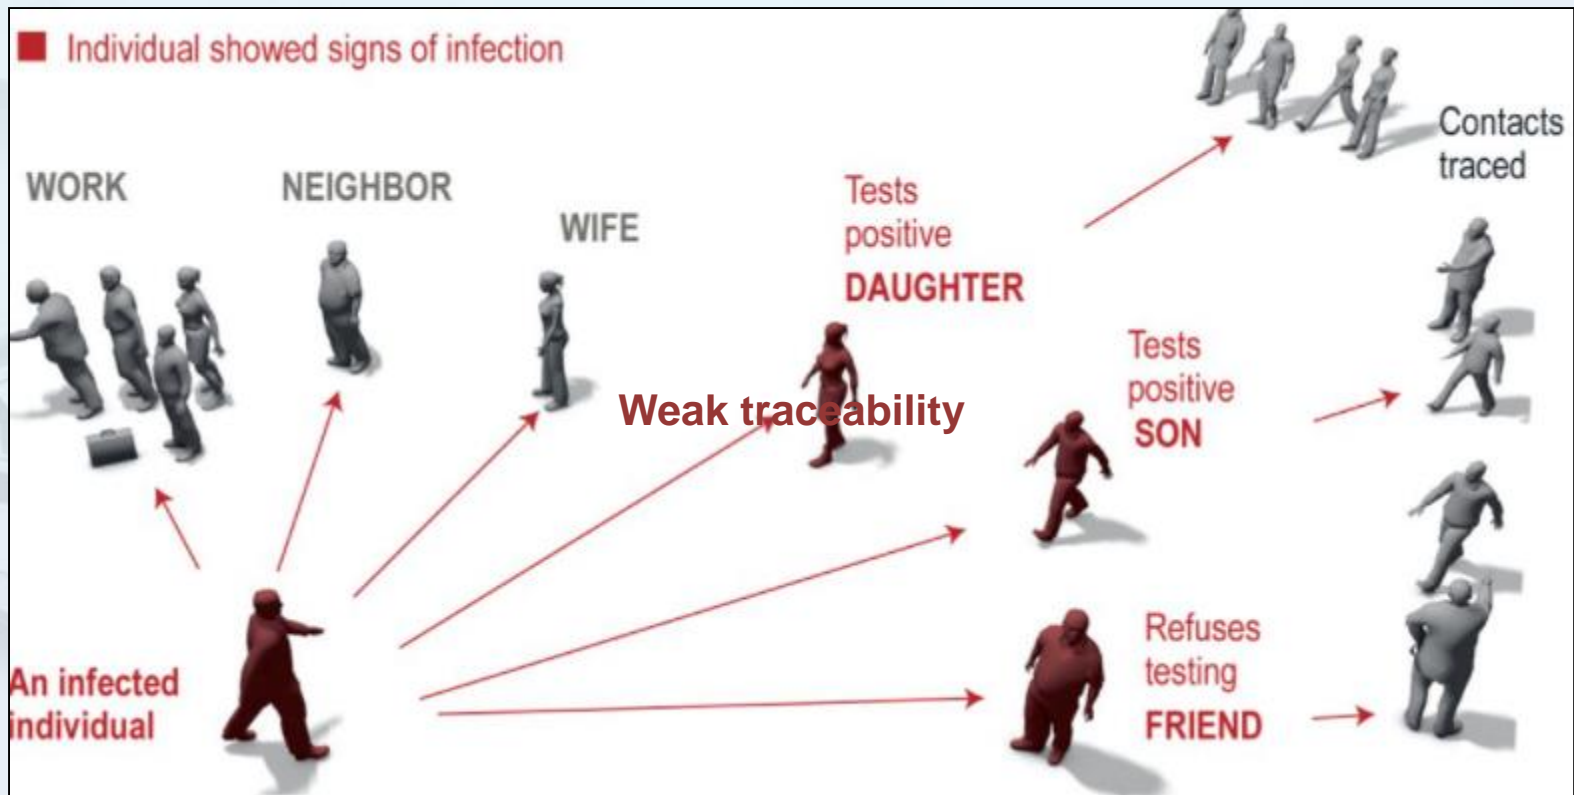 Individual showed signs of infection
WORK
NEIGHBOR
WIFE
Tests
positive
DAUGHTER
Contacts
traced
Tests
positive
SON
Weak traceability
An infected
individual
Refuses
testing
FRIEND